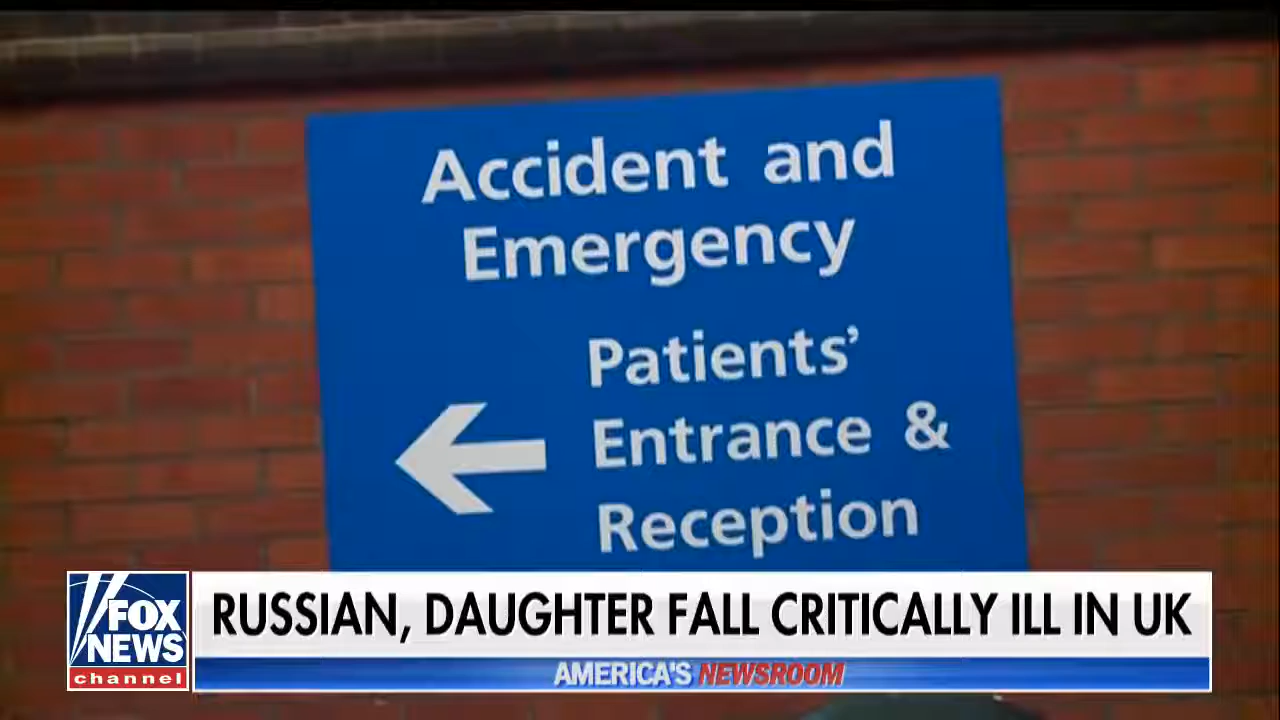 Accident and
Emergency
Patients’
Entrance &
Reception
FOX
NEWS
channel
RUSSIAN, DAUGHTER FALL CRITICALLY ILL IN UK
AMERICA'S NEWSROOM